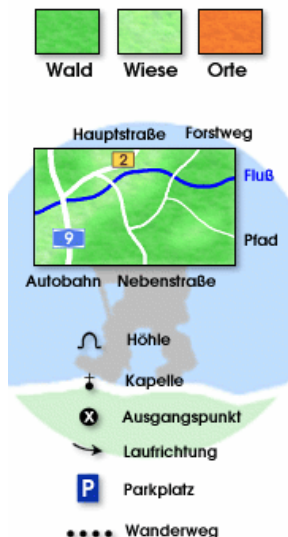 Wald Wiese Orte
Hauptstraße Forstweg
2
Fluß
9
Pfad
Autobahn Nebenstraße
Höhle
Kapelle
X Ausgangspunkt
Laufrichtung
P Parkplatz
Wanderweg